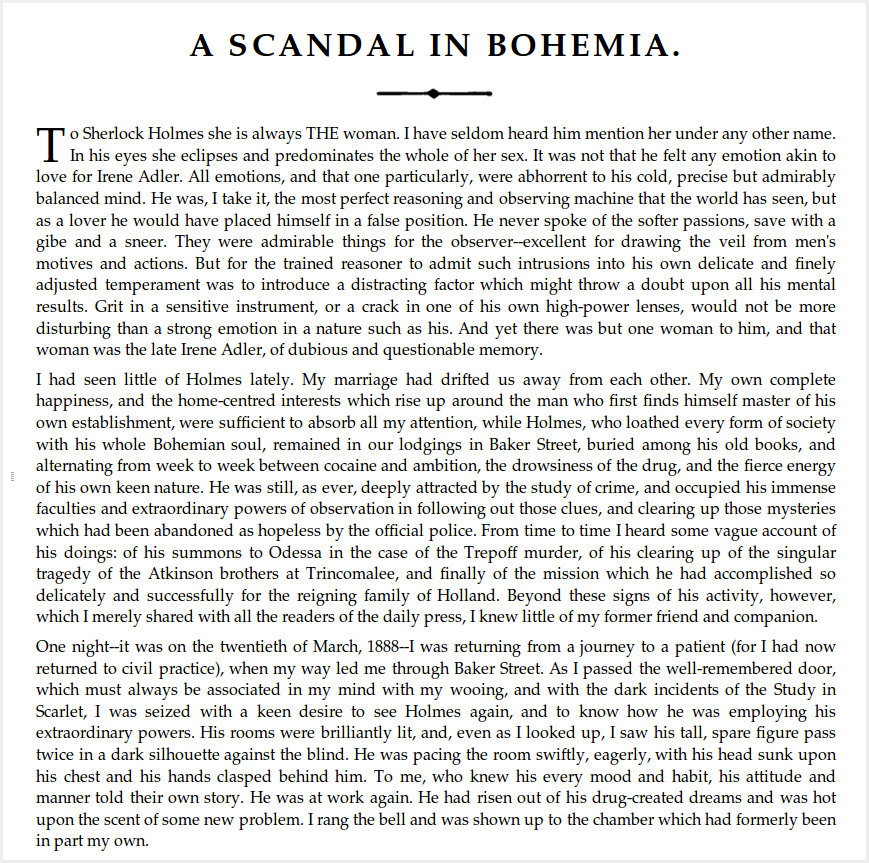 A SCANDAL IN BOHEMIA.
To Sherlock Holmes she is always THE woman. I have seldom heard him mention her under any other name.
In his eyes she eclipses and predominates the whole of her sex. It was not that he felt any emotion akin to
love for Irene Adler. All emotions, and that one particularly, were abhorrent to his cold, precise but admirably
balanced mind. He was, I take it, the most perfect reasoning and observing machine that the world has seen, but
as a lover he would have placed himself in a false position. He never spoke of the softer passions, save with a
gibe and a sneer. They were admirable things for the observer--excellent for drawing the veil from men's
motives and actions. But for the trained reasoner to admit such intrusions into his own delicate and finely
adjusted temperament was to introduce a distracting factor which might throw a doubt upon all his mental
results. Grit in a sensitive instrument, or a crack in one of his own high-power lenses, would not be more
disturbing than a strong emotion in a nature such as his. And yet there was but one woman to him, and that
woman was the late Irene Adler, of dubious and questionable memory.
I had seen little of Holmes lately. My marriage had drifted us away from each other. My own complete
happiness, and the home-centred interests which rise up around the man who first finds himself master of his
own establishment, were sufficient to absorb all my attention, while Holmes, who loathed every form of society
with his whole Bohemian soul, remained in our lodgings in Baker Street, buried among his old books, and
alternating from week to week between cocaine and ambition, the drowsiness of the drug, and the fierce energy
of his own keen nature. He was still, as ever, deeply attracted by the study of crime, and occupied his immense
faculties and extraordinary powers of observation in following out those clues, and clearing up those mysteries
which had been abandoned as hopeless by the official police. From time to time I heard some vague account of
his doings: of his summons to Odessa in the case of the Trepoff murder, of his clearing up of the singular
tragedy of the Atkinson brothers at Trincomalee, and finally of the mission which he had accomplished so
delicately and successfully for the reigning family of Holland. Beyond these signs of his activity, however,
which I merely shared with all the readers of the daily press, I knew little of my former friend and companion.
One night--it was on the twentieth of March, 1888--I was returning from a journey to a patient (for I had now
returned to civil practice), when my way led me through Baker Street. As I passed the well-remembered door,
which must always be associated in my mind with my wooing, and with the dark incidents of the Study in
Scarlet, I was seized with a keen desire to see Holmes again, and to know how he was employing his
extraordinary powers. His rooms were brilliantly lit, and, even as I looked up, I saw his tall, spare figure pass
twice in a dark silhouette against the blind. He was pacing the room swiftly, eagerly, with his head sunk upon
his chest and his hands clasped behind him. To me, who knew his every mood and habit, his attitude and
manner told their own story. He was at work again. He had risen out of his drug-created dreams and was hot
upon the scent of some new problem. I rang the bell and was shown up to the chamber which had formerly been
in part my own.